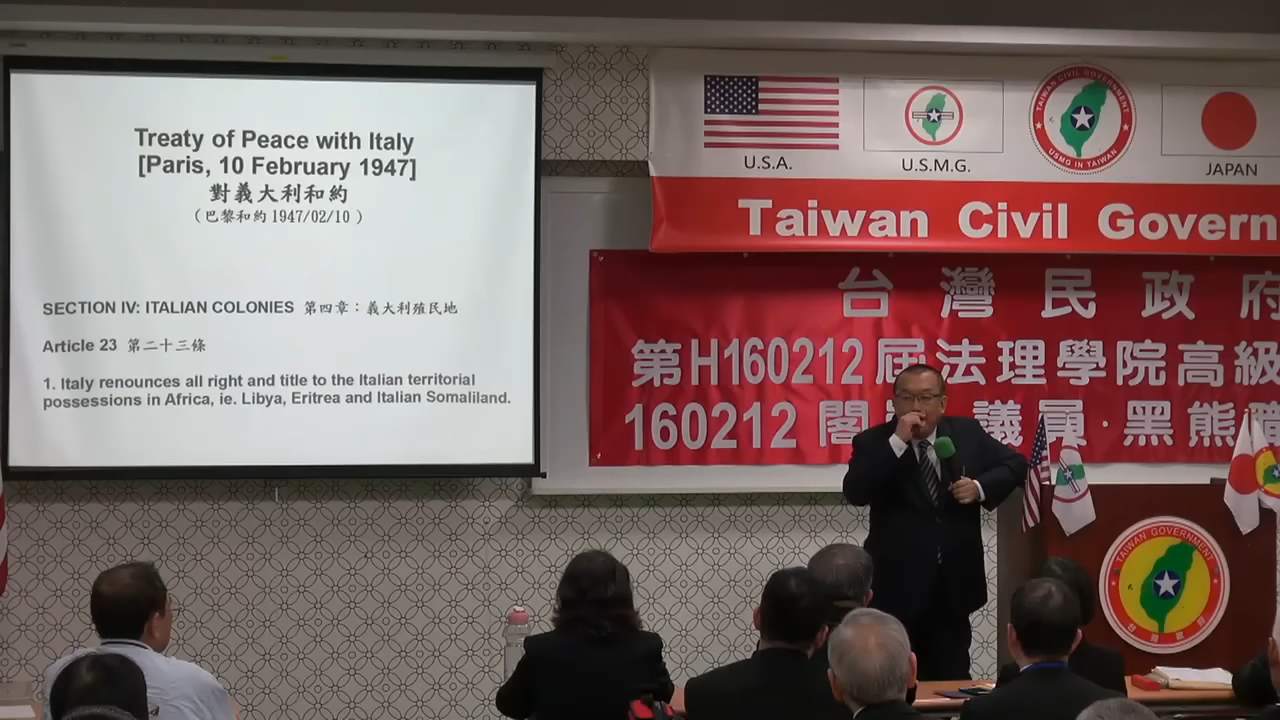 Treaty of Peace with Italy
[Paris, 10 February 1947]
對義大利和約
（巴黎和約 1947/02/10）
SECTION IV: ITALIAN COLONIES 第四章：義大利殖民地
Article 23 第二十三條
1. Italy renounces all right and title to the Italian territorial
possessions in Africa, ie. Libya, Eritrea and Italian Somaliland.
U.S.A.
U.S.M.G.
TAIWAN CIVIL GOVERNMENT
USMG IN TAIWAN
JAPAN
Taiwan Civil Govern
台灣民政府
第H160212屆法理學院高級
160212 閣 議員·黑熊
TAIWAN GOVERNMENT
台灣政府